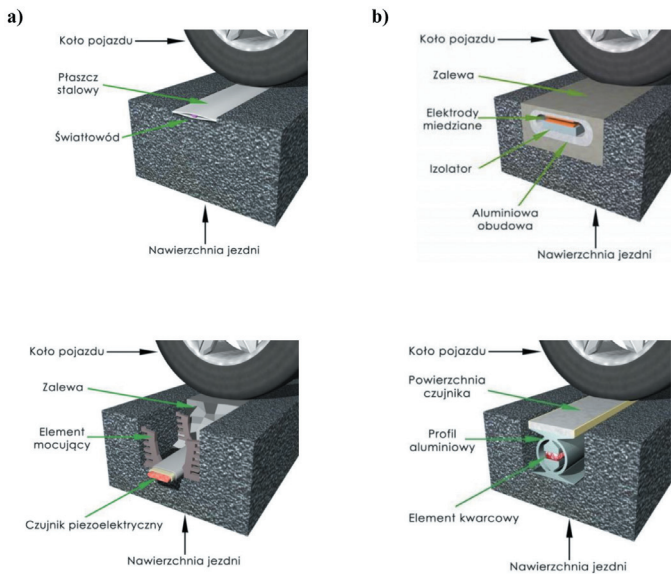 a)
Koło pojazdu
Płaszcz
stalowy
Światłowód
Nawierzchnia jezdni
b)
Koło pojazdu
Zalewa
Elektrody
miedziane
Izolator
Aluminiowa
obudowa
Nawierzchnia jezdni
Koło pojazdu
Zalewa
Element
mocujący
Czujnik piezoelektryczny
Nawierzchnia jezdni
Koło pojazdu
Powierzchnia
czujnika
Profil
aluminiowy
Element kwarcowy
Nawierzchnia jezdni